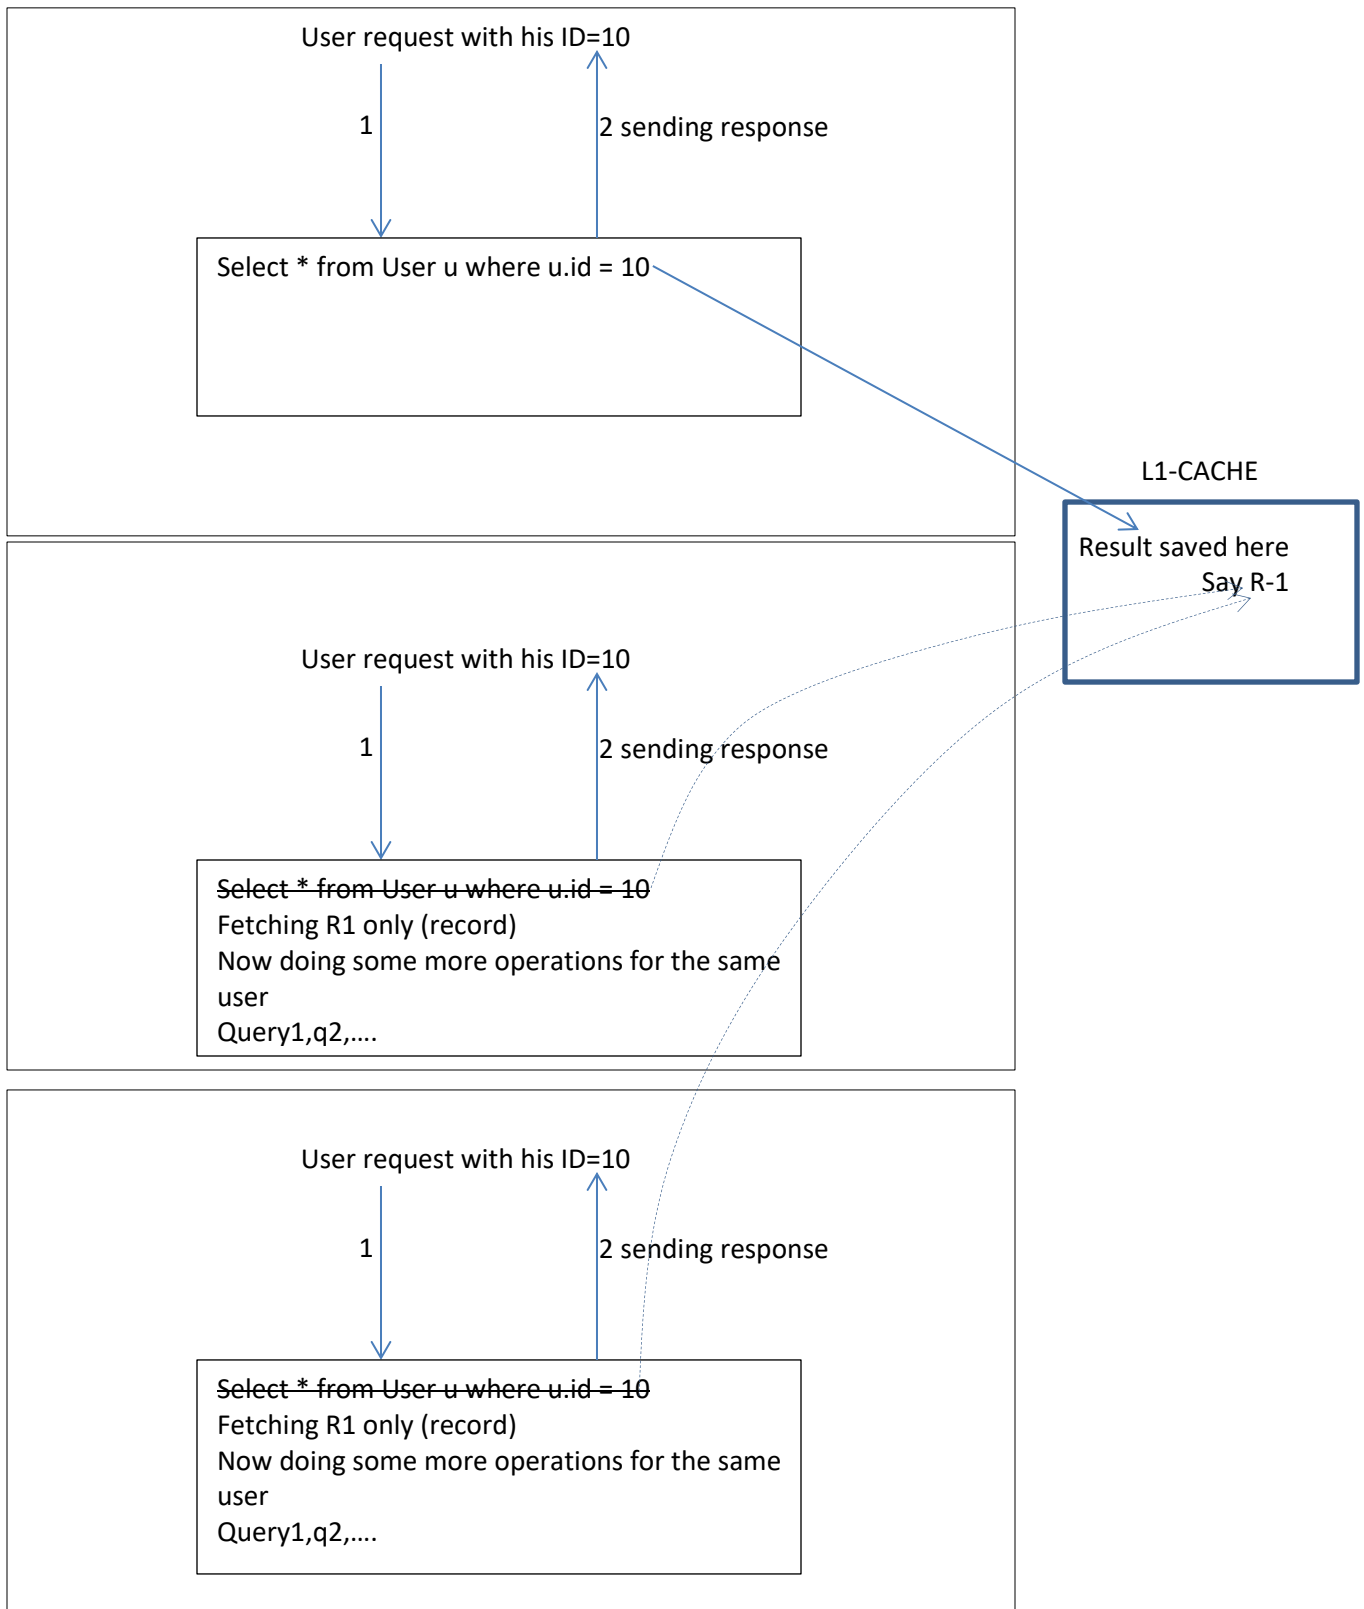 User request with his ID=10
1
2 sending response
Select * from User u where u.id = 10
L1-CACHE
Result saved here
Say R-1
User request with his ID=10
1
2 sending response
Select * from User u where u.id = 10
Fetching R1 only (record)
Now doing some more operations for the same
user
Query1,q2,....
User request with his ID=10
1
2 sending response
Select * from User u where u.id = 10
Fetching R1 only (record)
Now doing some more operations for the same
user
Query1,q2,....